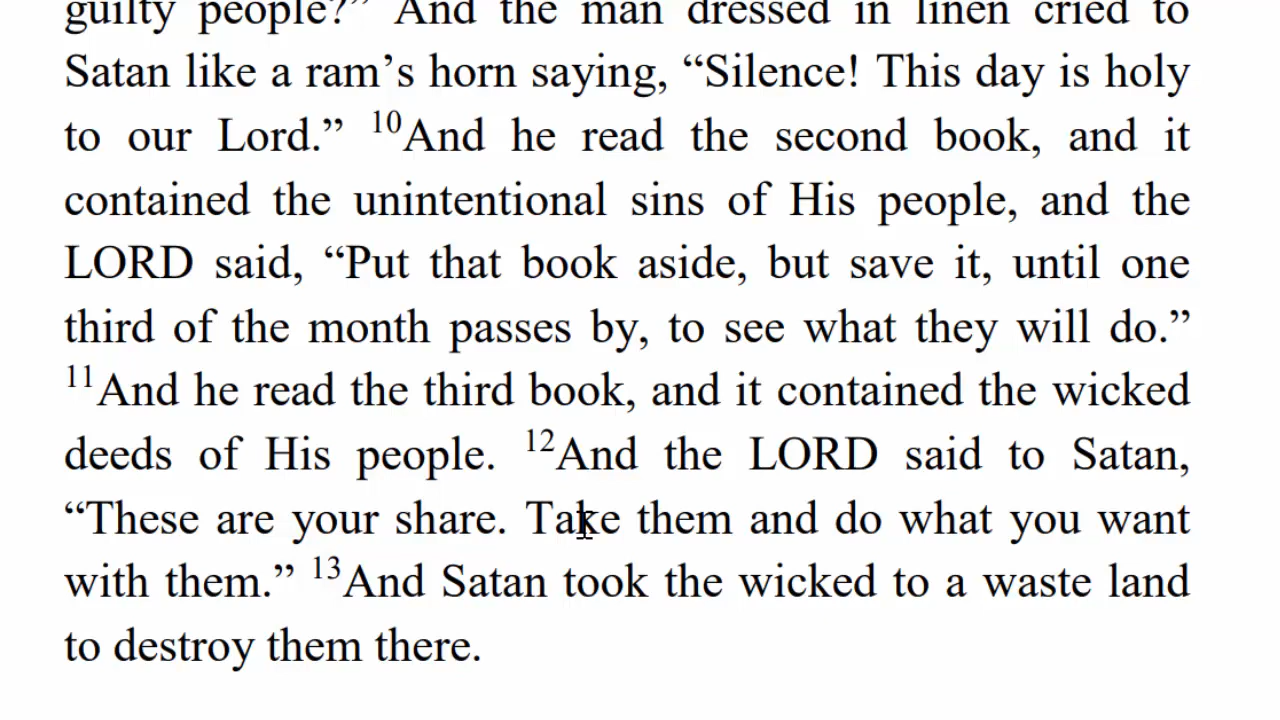 guilty people?” And the man dressed in linen cried to
Satan like a ram’s horn saying, “Silence! This day is holy
to our Lord.” ¹⁰And he read the second book, and it
contained the unintentional sins of His people, and the
LORD said, “Put that book aside, but save it, until one
third of the month passes by, to see what they will do.”
¹¹And he read the third book, and it contained the wicked
deeds of His people. ¹²And the LORD said to Satan,
“These are your share. Take them and do what you want
with them.” ¹³And Satan took the wicked to a waste land
to destroy them there.